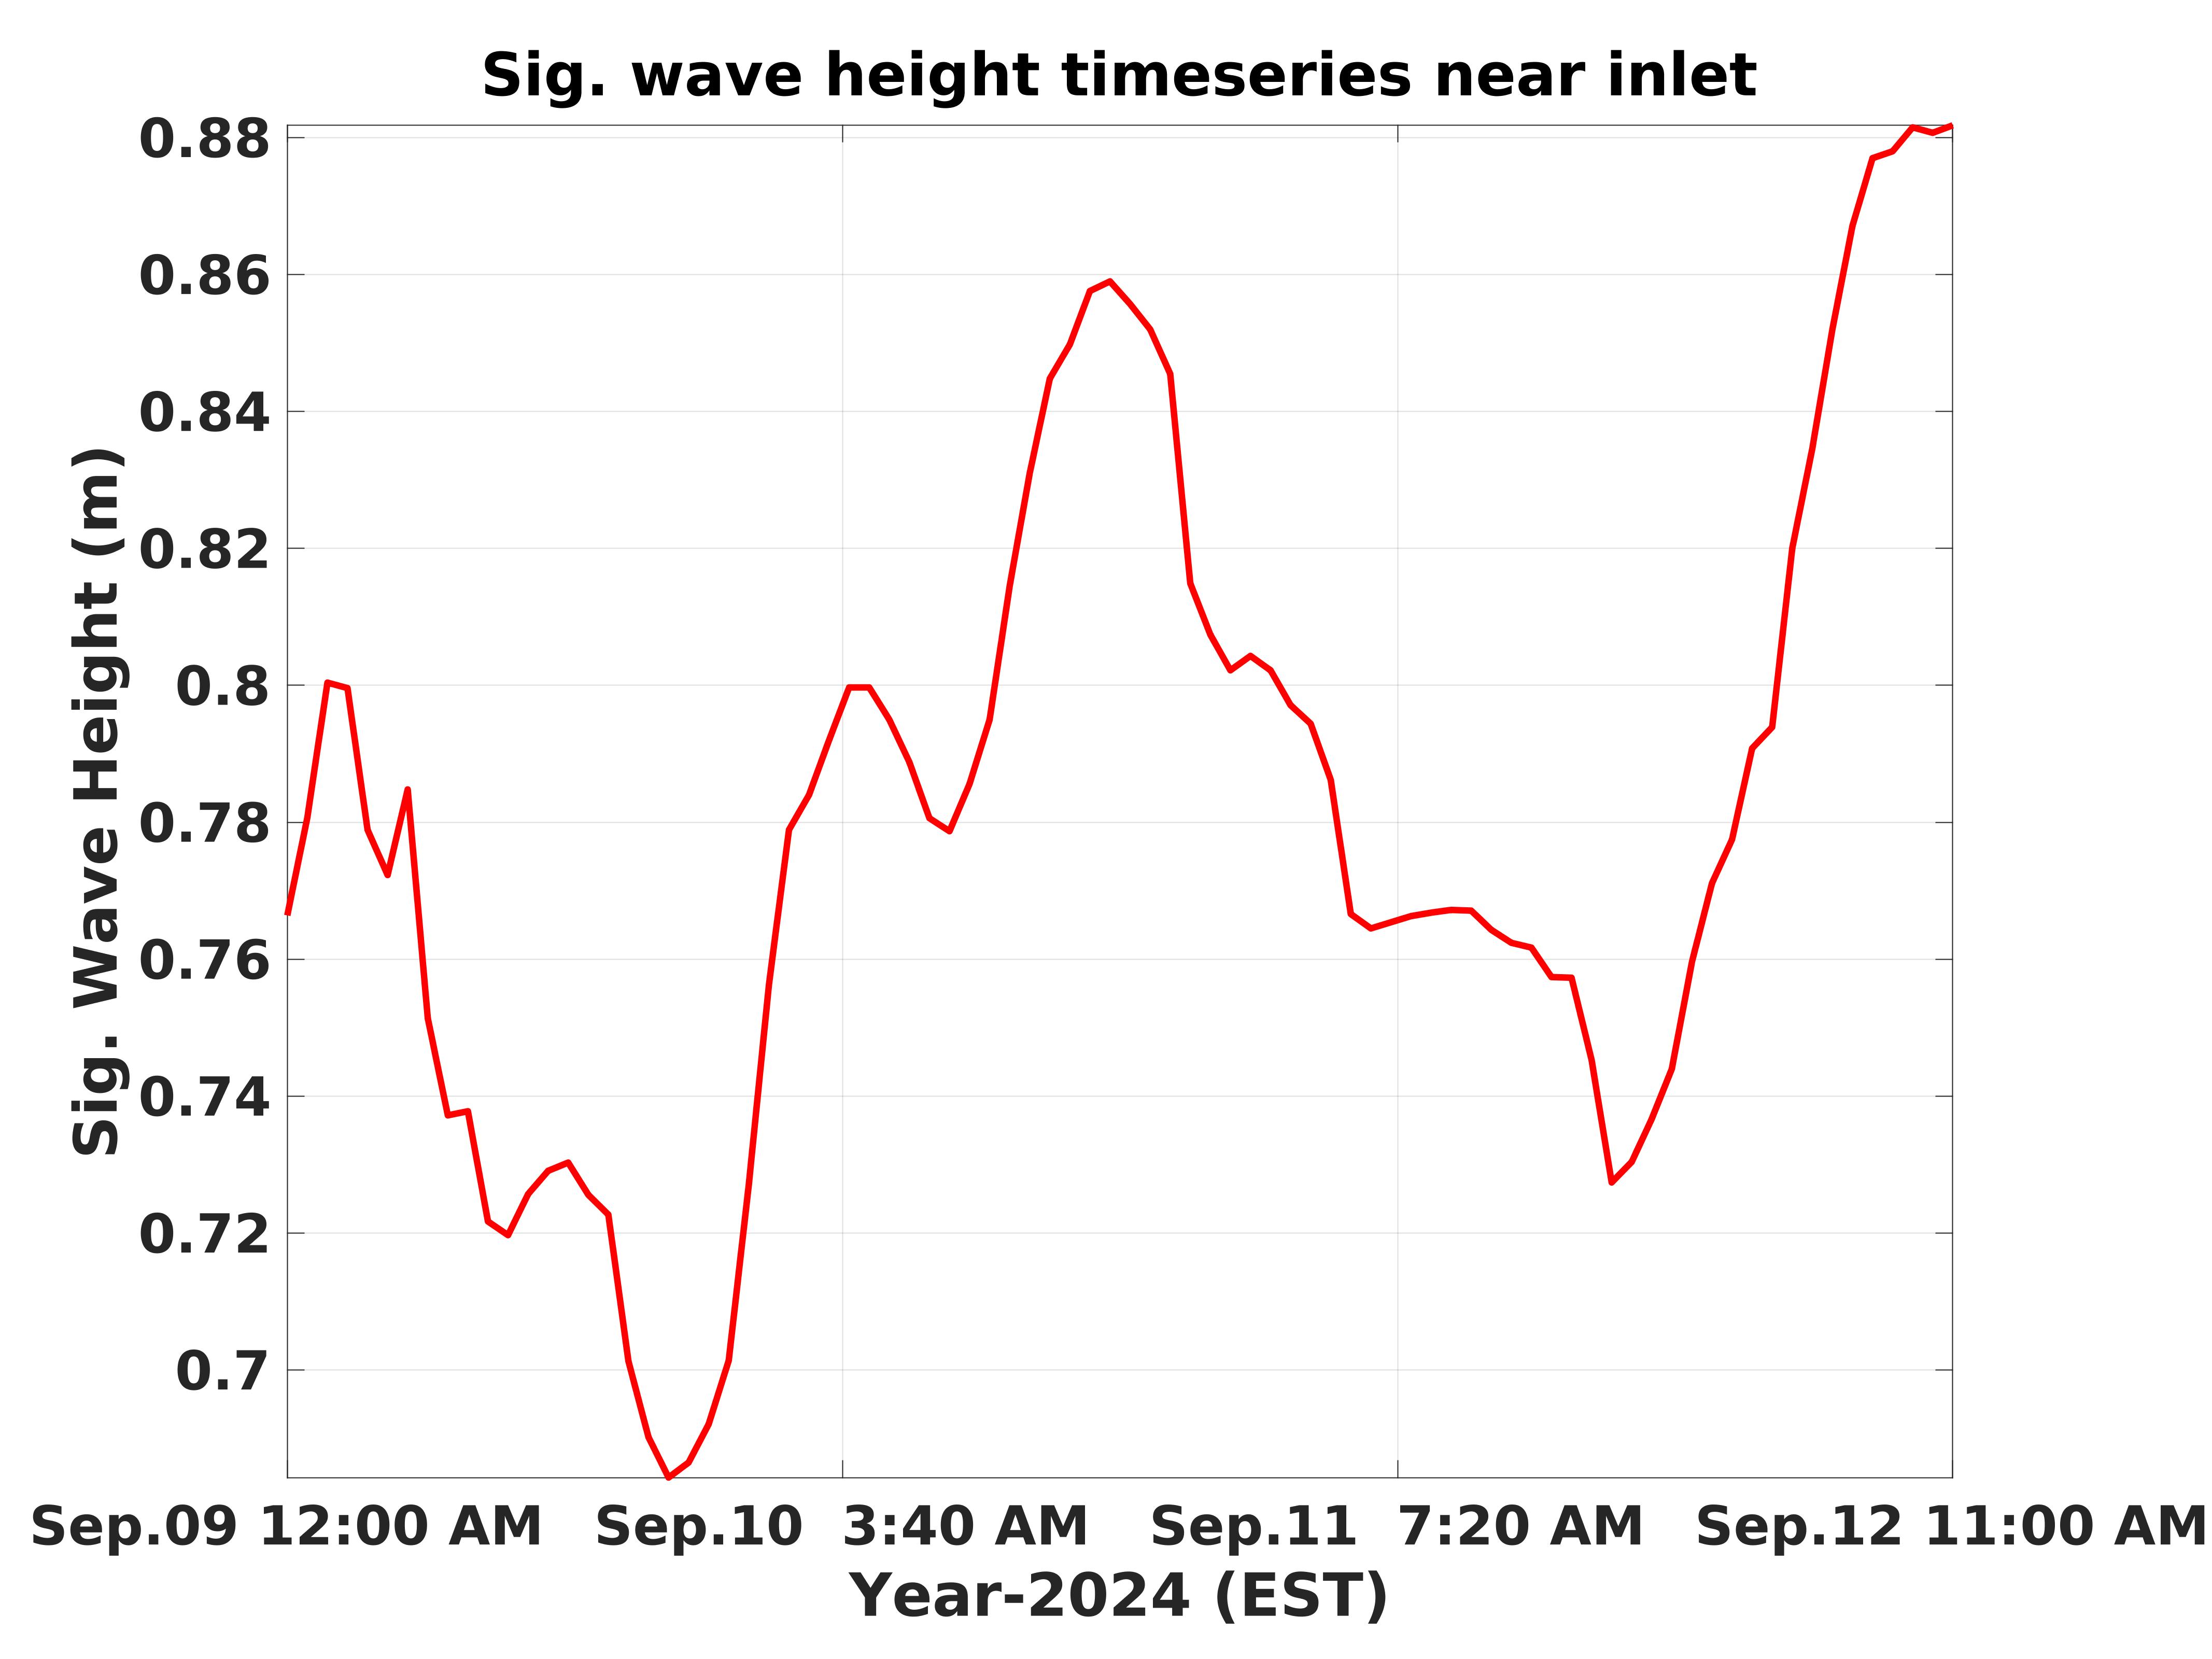 Sig. wave height timeseries near inlet
Sig. Wave Height (m)
0.88
0.86
0.84
0.82
0.8
0.78
0.76
0.74
0.72
0.7
Sep.09 12:00 AM Sep.10 3:40 AM Sep.11 7:20 AM Sep.12 11:00 AM
Year-2024 (EST)